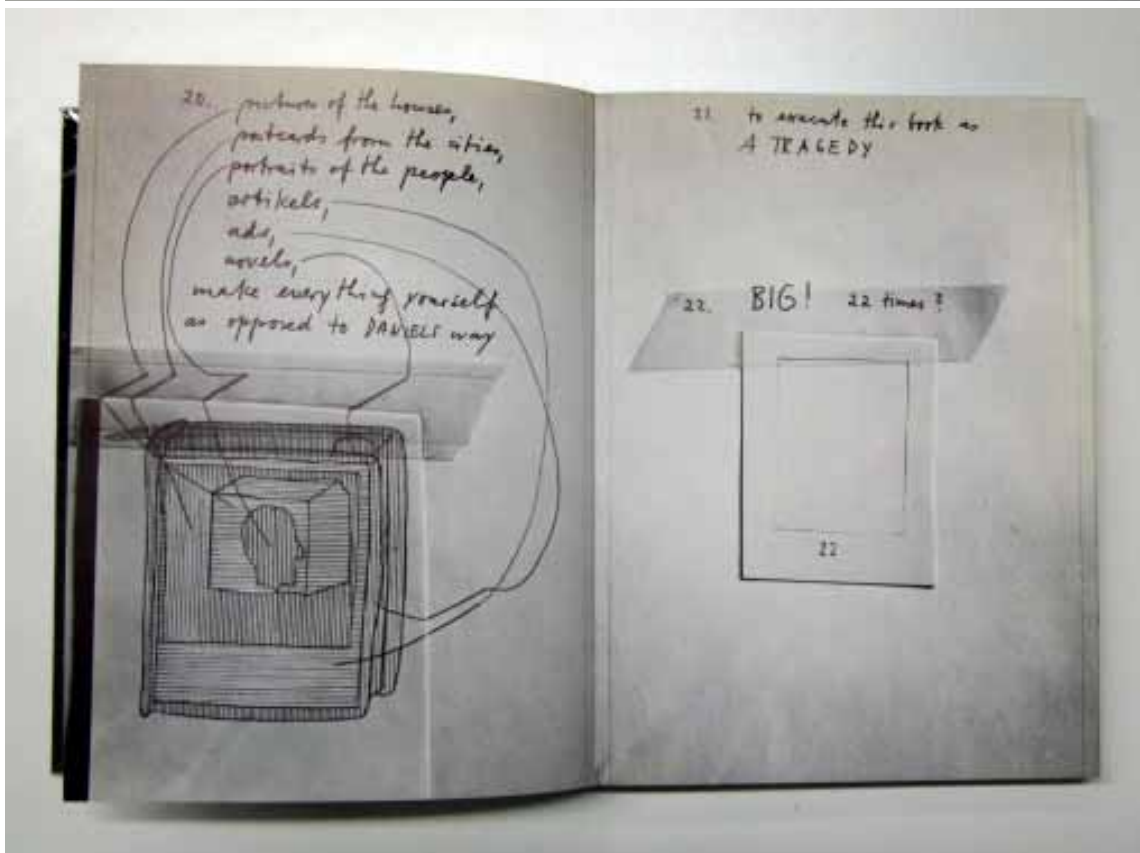 20. pictures of the houses,
postcards from the cities,
portraits of the people,
artikels,
ads,
novels,
make everything yourself
as opposed to DANIELS way
21. to execute this book as
A TRAGEDY
22. BIG! 22 times?
22